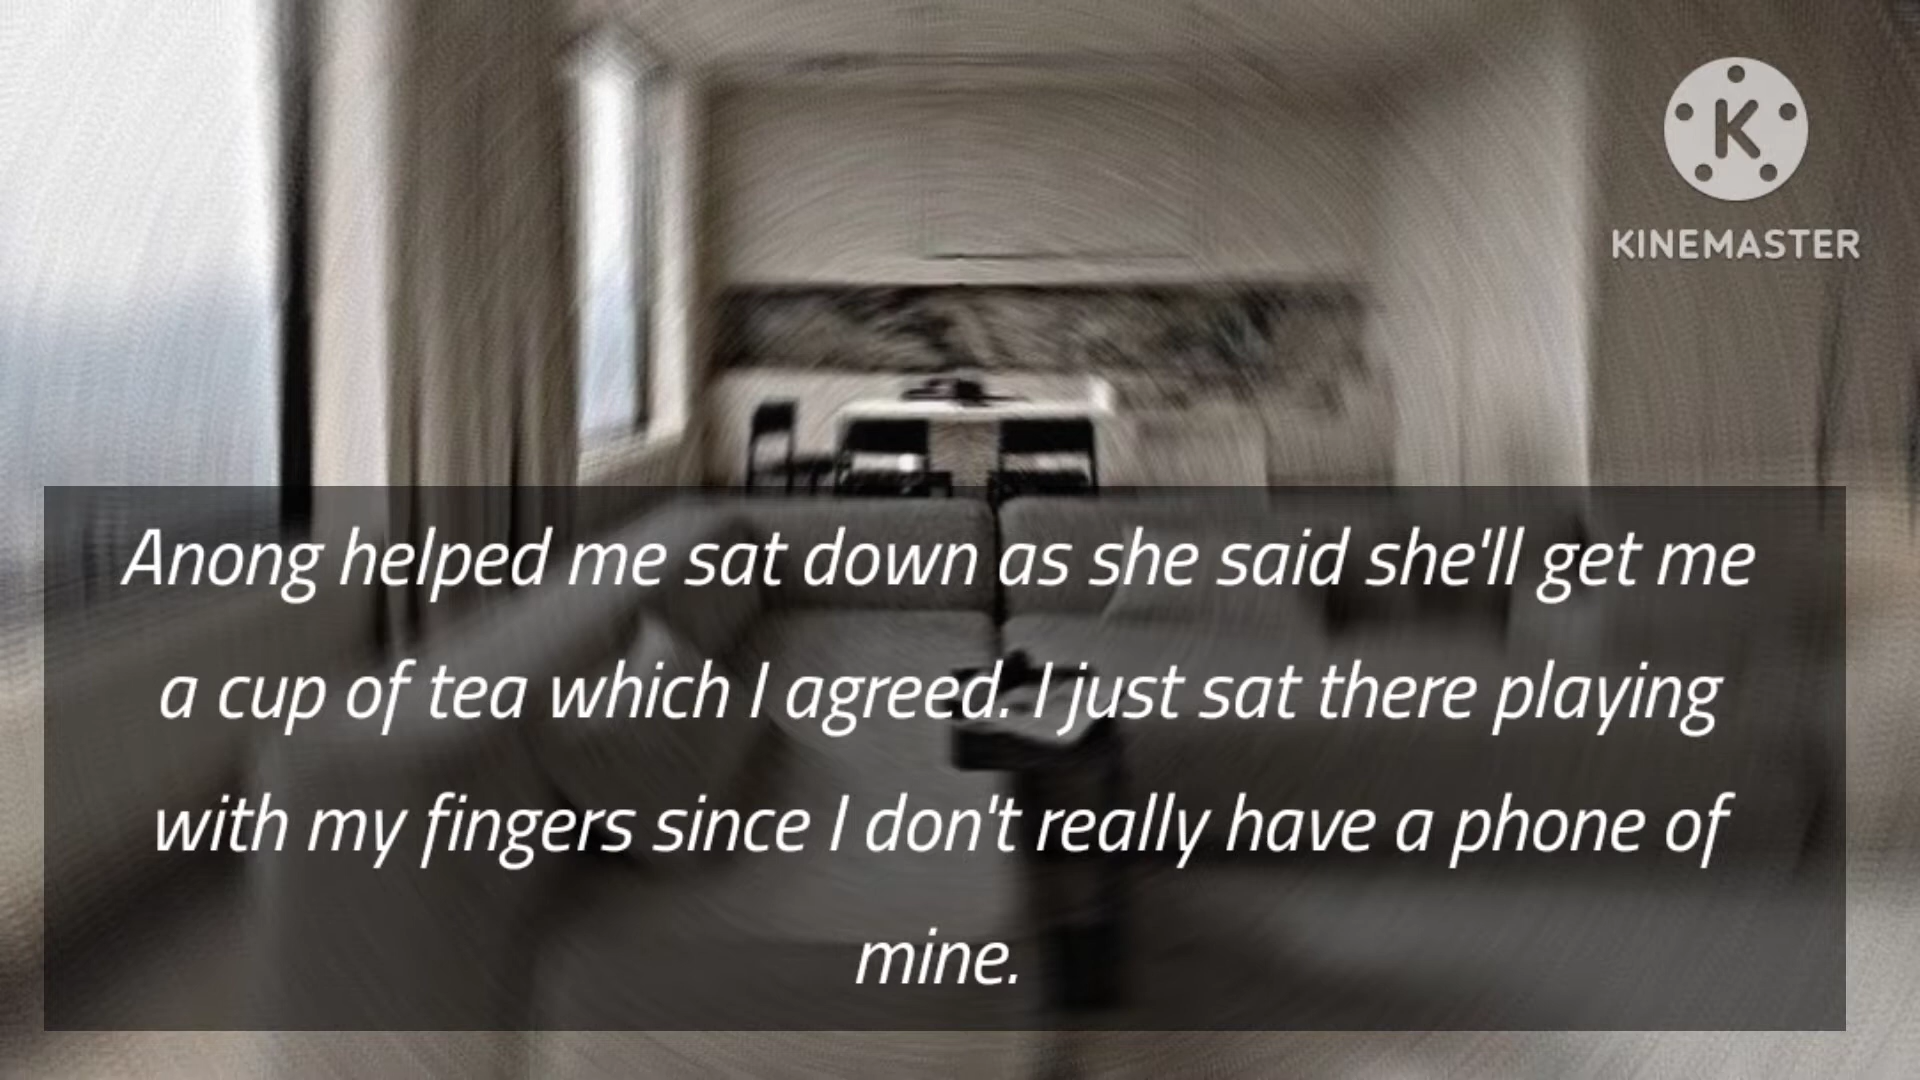 K
KINEMASTER
Anong helped me sat down as she said she'll get me
a cup of tea which I agreed. I just sat there playing
with my fingers since I don't really have a phone of
mine.